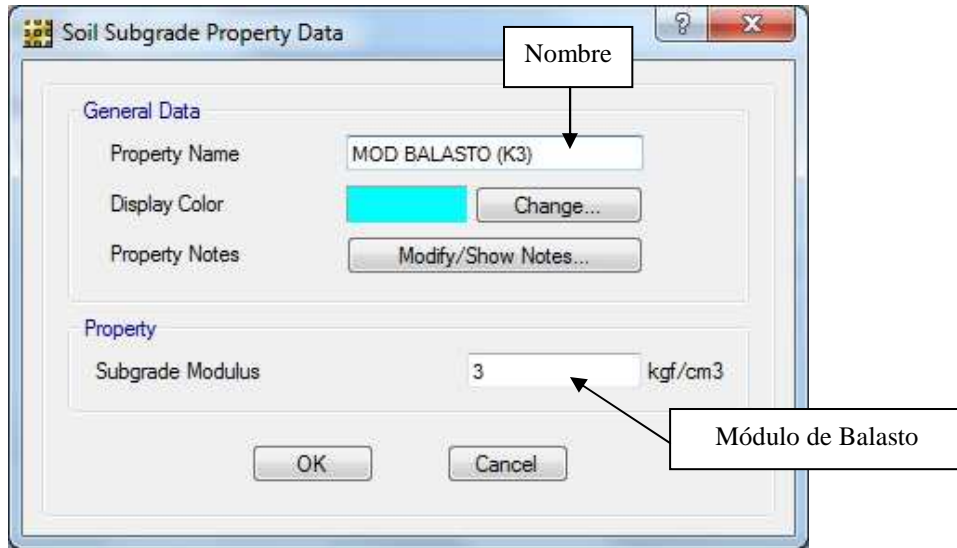 Soil Subgrade Property Data
Nombre
General Data
Property Name MOD BALASTO (K3)
Display Color Change...
Property Notes Modify/Show Notes...
Property
Subgrade Modulus 3 kgf/cm3
Módulo de Balasto
OK Cancel